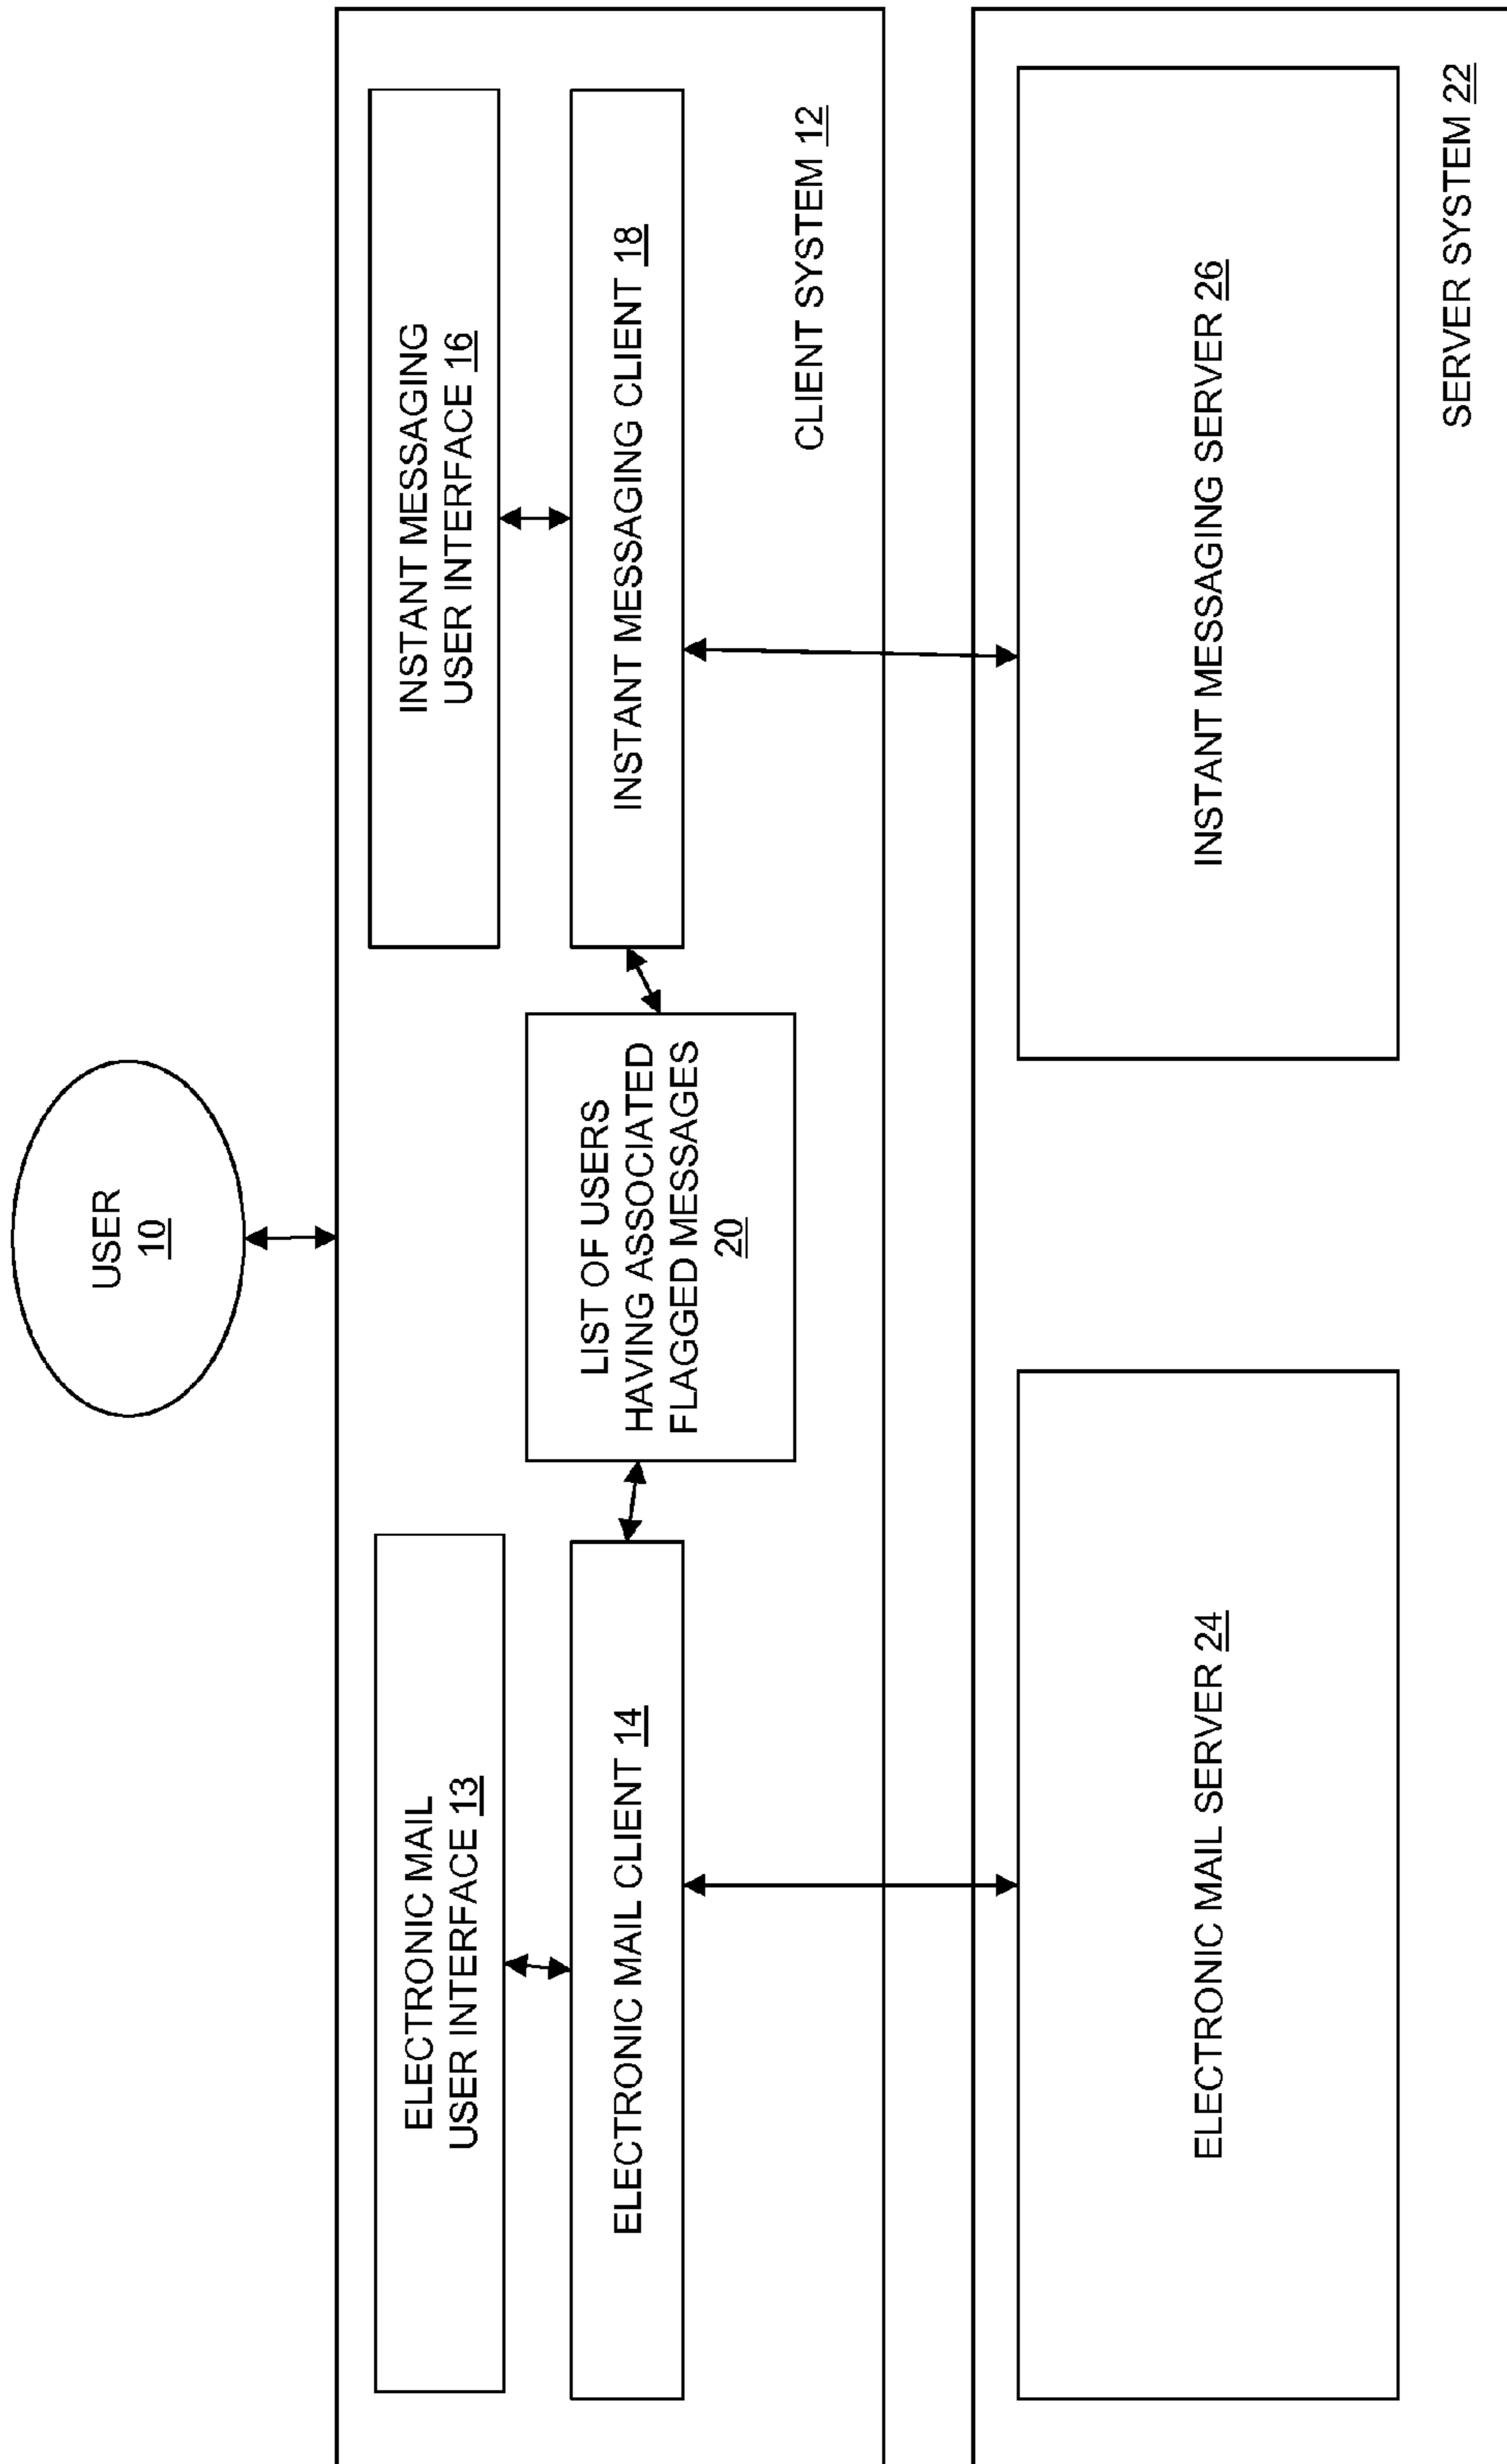 USER
10
ELECTRONIC MAIL
USER INTERFACE 13
INSTANT MESSAGING
USER INTERFACE 16
ELECTRONIC MAIL CLIENT 14
LIST OF USERS
HAVING ASSOCIATED
FLAGGED MESSAGES
20
INSTANT MESSAGING CLIENT 18
CLIENT SYSTEM 12
ELECTRONIC MAIL SERVER 24
INSTANT MESSAGING SERVER 26
SERVER SYSTEM 22